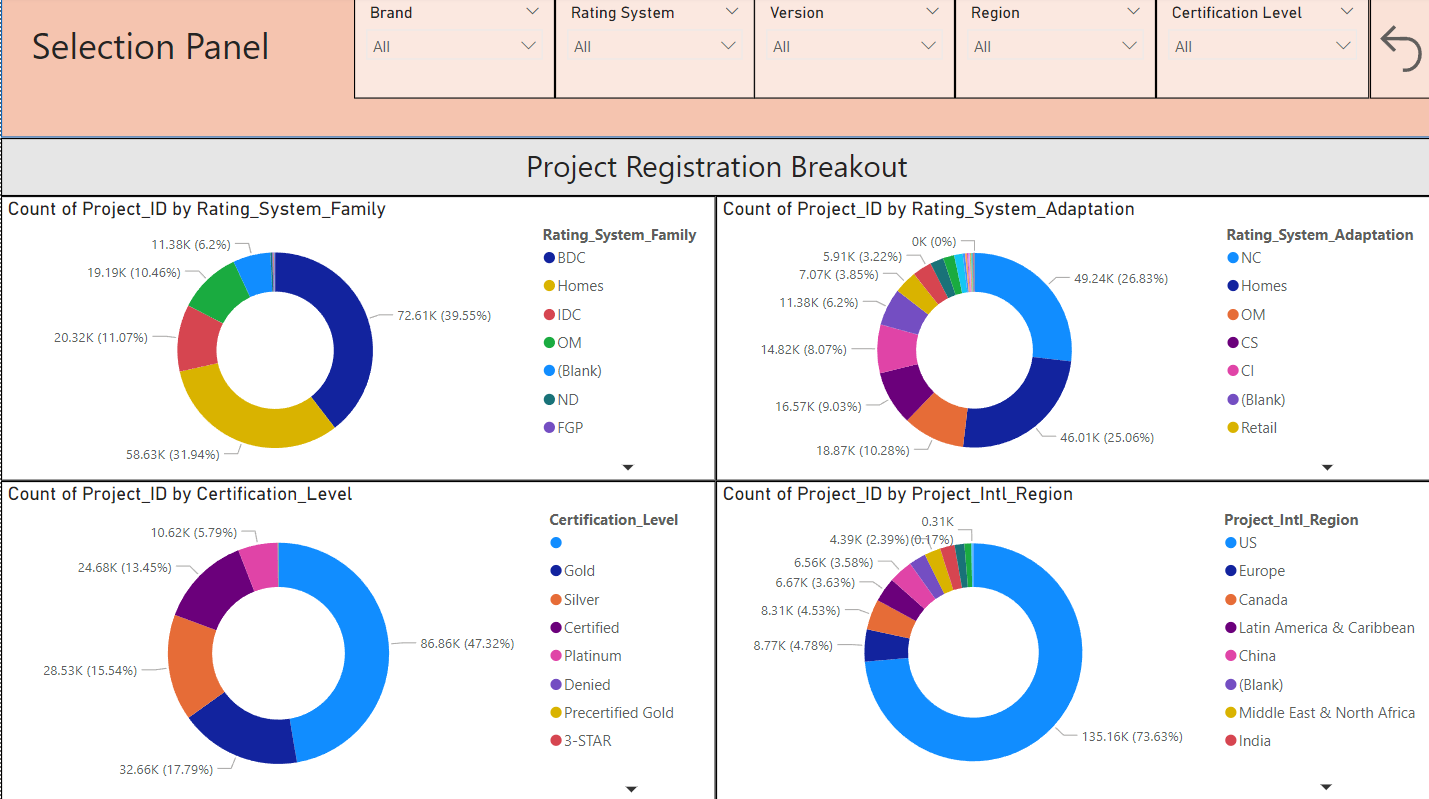 Selection Panel
Brand
All
Rating System
All
Version
All
Region
All
Certification Level
All
Project Registration Breakout
Count of Project_ID by Rating_System_Family
11.38K (6.2%)
19.19K (10.46%)
20.32K (11.07%)
58.63K (31.94%)
72.61K (39.55%)
Rating_System_Family
BDC
Homes
IDC
OM
(Blank)
ND
FGP
Count of Project_ID by Rating_System_Adaptation
0K (0%)
5.91K (3.22%)
7.07K (3.85%)
11.38K (6.2%)
14.82K (8.07%)
16.57K (9.03%)
18.87K (10.28%)
49.24K (26.83%)
46.01K (25.06%)
Rating_System_Adaptation
NC
Homes
OM
CS
CI
(Blank)
Retail
Count of Project_ID by Certification_Level
10.62K (5.79%)
24.68K (13.45%)
28.53K (15.54%)
32.66K (17.79%)
86.86K (47.32%)
Certification_Level
Gold
Silver
Certified
Platinum
Denied
Precertified Gold
3-STAR
Count of Project_ID by Project_Intl_Region
0.31K
(0.17%)
4.39K (2.39%)
6.56K (3.58%)
6.67K (3.63%)
8.31K (4.53%)
8.77K (4.78%)
135.16K (73.63%)
Project_Intl_Region
US
Europe
Canada
Latin America & Caribbean
China
(Blank)
Middle East & North Africa
India